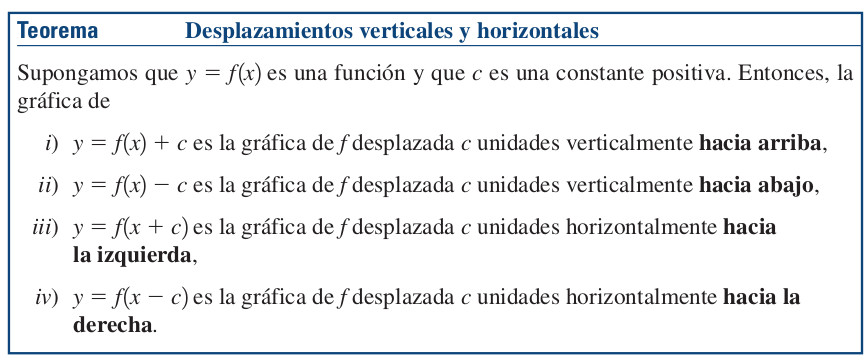 Teorema Desplazamientos verticales y horizontales
Supongamos que y = f(x) es una función y que c es una constante positiva. Entonces, la
gráfica de
i) y = f(x) + c es la gráfica de f desplazada c unidades verticalmente hacia arriba,
ii) y = f(x) − c es la gráfica de f desplazada c unidades verticalmente hacia abajo,
iii) y = f(x + c) es la gráfica de f desplazada c unidades horizontalmente hacia
la izquierda,
iv) y = f(x − c) es la gráfica de f desplazada c unidades horizontalmente hacia la
derecha.